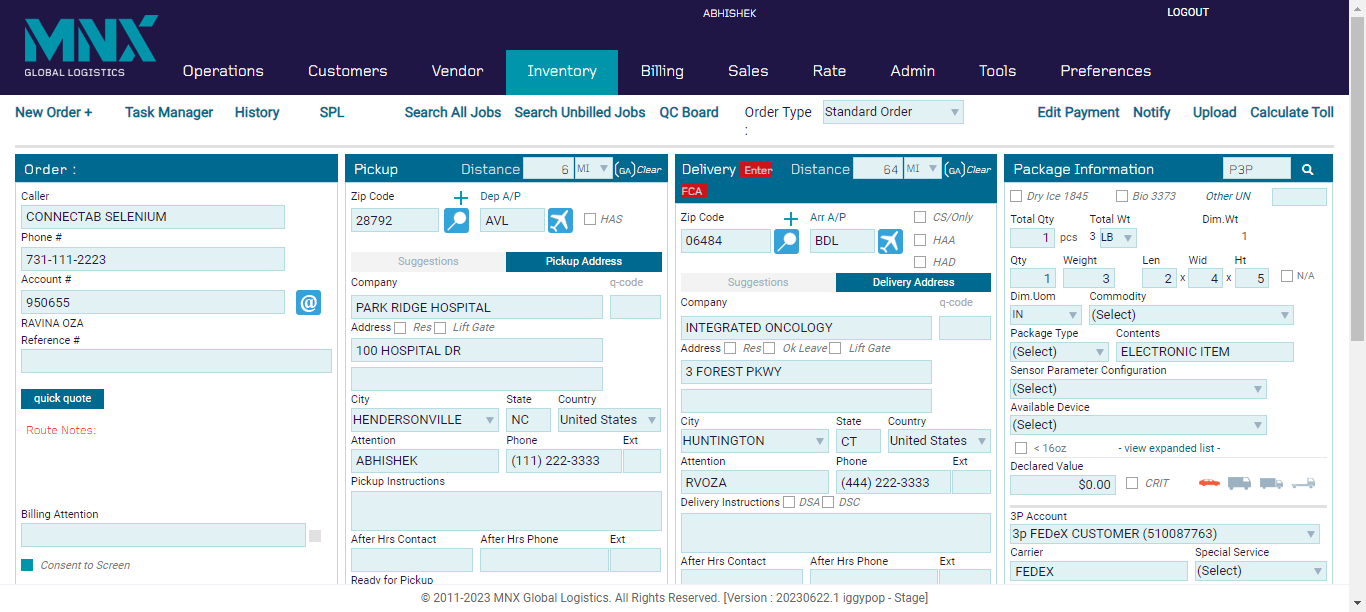 ABHISHEK
LOGOUT
MNX
GLOBAL LOGISTICS
Operations Customers Vendor Inventory Billing Sales Rate Admin Tools Preferences
New Order + Task Manager History SPL Search All Jobs Search Unbilled Jobs QC Board Order Type : Standard Order Edit Payment Notify Upload Calculate Toll
Order :
Caller
CONNECTAB SELENIUM
Phone #
731-111-2223
Account #
950655 @
RAVINA OZA
Reference #
quick quote
Route Notes:
Billing Attention
Consent to Screen
Pickup Distance 6 MI (GA) Clear
Zip Code + Dep A/P
28792 AVL HAS
Suggestions Pickup Address
Company q-code
PARK RIDGE HOSPITAL
Address Res Lift Gate
100 HOSPITAL DR
City State Country
HENDERSONVILLE NC United States
Attention Phone Ext
ABHISHEK (111) 222-3333
Pickup Instructions
After Hrs Contact After Hrs Phone Ext
Ready for Pickup
Delivery Enter FCA Distance 64 MI (GA) Clear
Zip Code + Arr A/P CS/Only
06484 BDL HAA
HAD
Suggestions Delivery Address
Company q-code
INTEGRATED ONCOLOGY
Address Res Ok Leave Lift Gate
3 FOREST PKWY
City State Country
HUNTINGTON CT United States
Attention Phone Ext
RVOZA (444) 222-3333
Delivery Instructions DSA DSC
After Hrs Contact After Hrs Phone Ext
Package Information P3P
Dry Ice 1845 Bio 3373 Other UN
Total Qty Total Wt Dim.Wt
1 pcs 3 LB 1
Qty Weight Len Wid Ht
1 3 2 x 4 x 5 N/A
Dim.Uom Commodity
IN (Select)
Package Type Contents
(Select) ELECTRONIC ITEM
Sensor Parameter Configuration
(Select)
Available Device
(Select)
< 16oz - view expanded list -
Declared Value
$0.00 CRIT
3P Account
3p FEDeX CUSTOMER (510087763)
Carrier Special Service
FEDEX (Select)
© 2011-2023 MNX Global Logistics. All Rights Reserved. [Version : 20230622.1 iggypop - Stage]